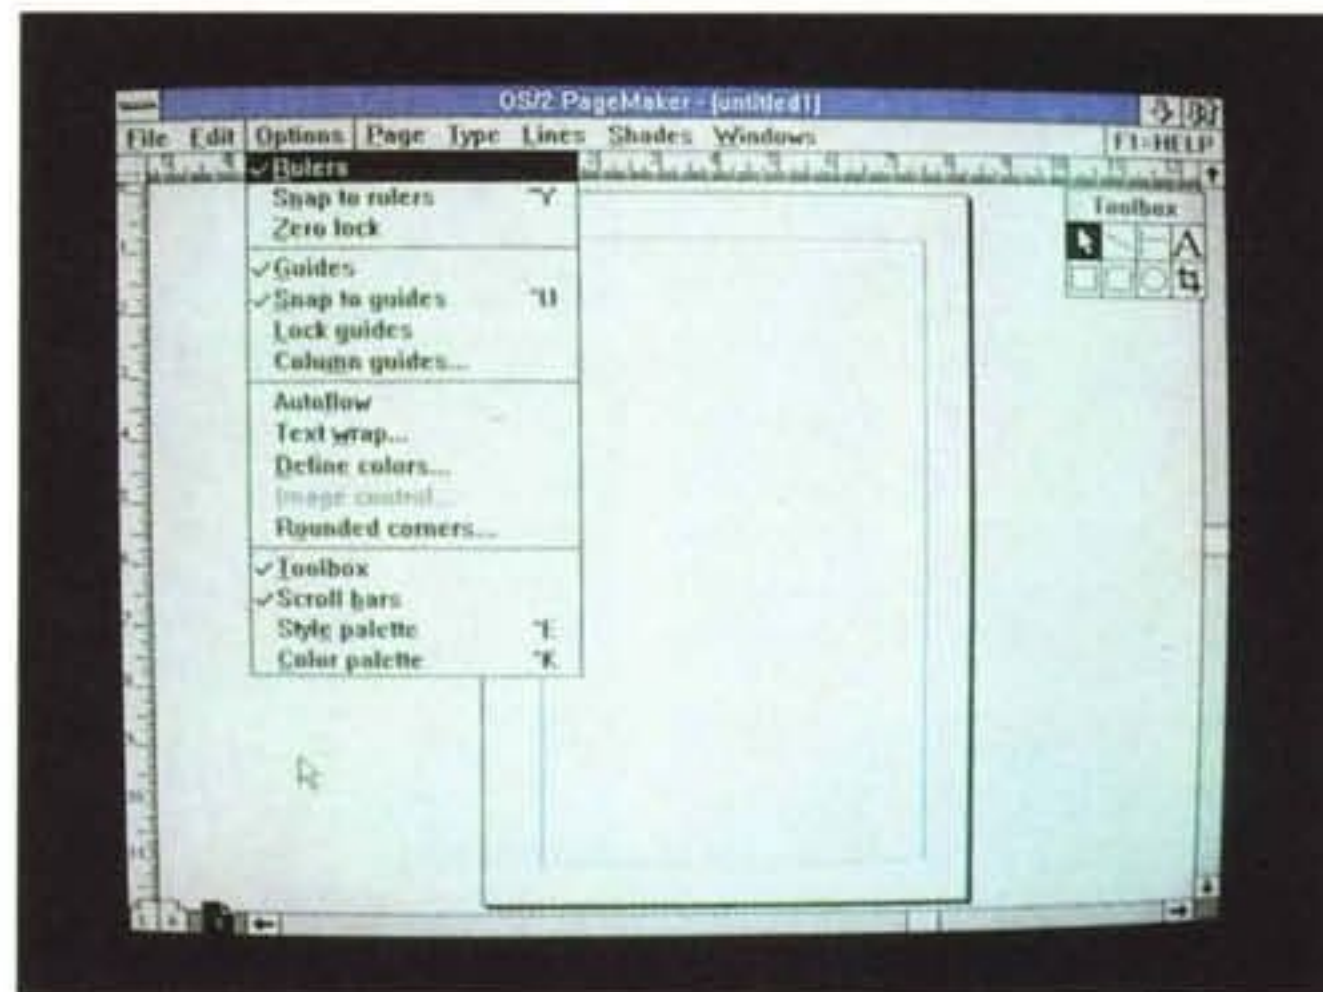 OS/2 PageMaker - [untitled1]
File Edit Options Page Type Lines Shades Windows F1=HELP
Rulers
Snap to rulers ^Y
Zero lock
Guides
Snap to guides ^U
Lock guides
Column guides...
Autoflow
Text wrap...
Define colors...
Image control...
Rounded corners...
Toolbox
Scroll bars
Style palette ^E
Color palette ^K
Toolbox
A